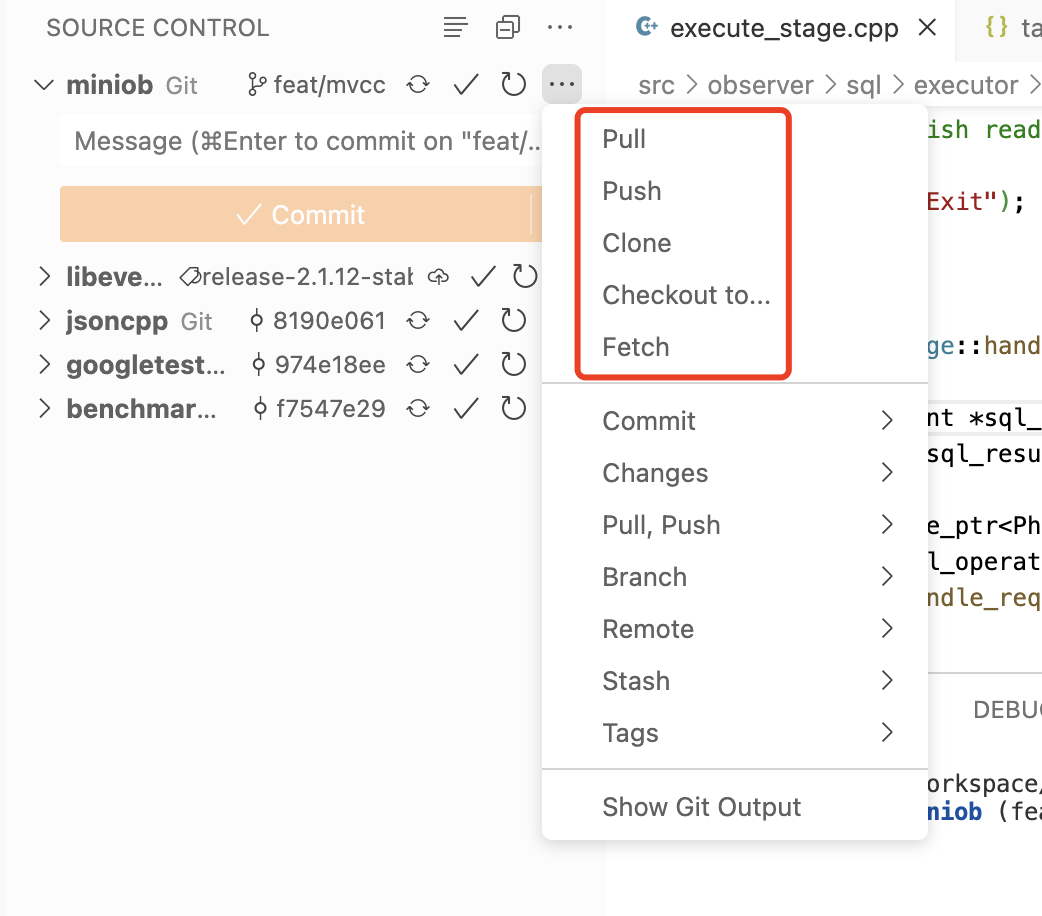 SOURCE CONTROL
miniob Git feat/mvcc
Message (⌘Enter to commit on "feat/...
Commit
libeve... release-2.1.12-stab
jsoncpp Git 8190e061
googletest... 974e18ee
benchmar... f7547e29
Pull
Push
Clone
Checkout to...
Fetch
Commit
Changes
Pull, Push
Branch
Remote
Stash
Tags
Show Git Output
execute_stage.cpp
{} ta
src > observer > sql > executor >
ish read
Exit");
ge::hand
nt *sql_
sql_resu
e_ptr<Ph
l_operat
ndle_req
DEBUG
orkspace/
niob (fea